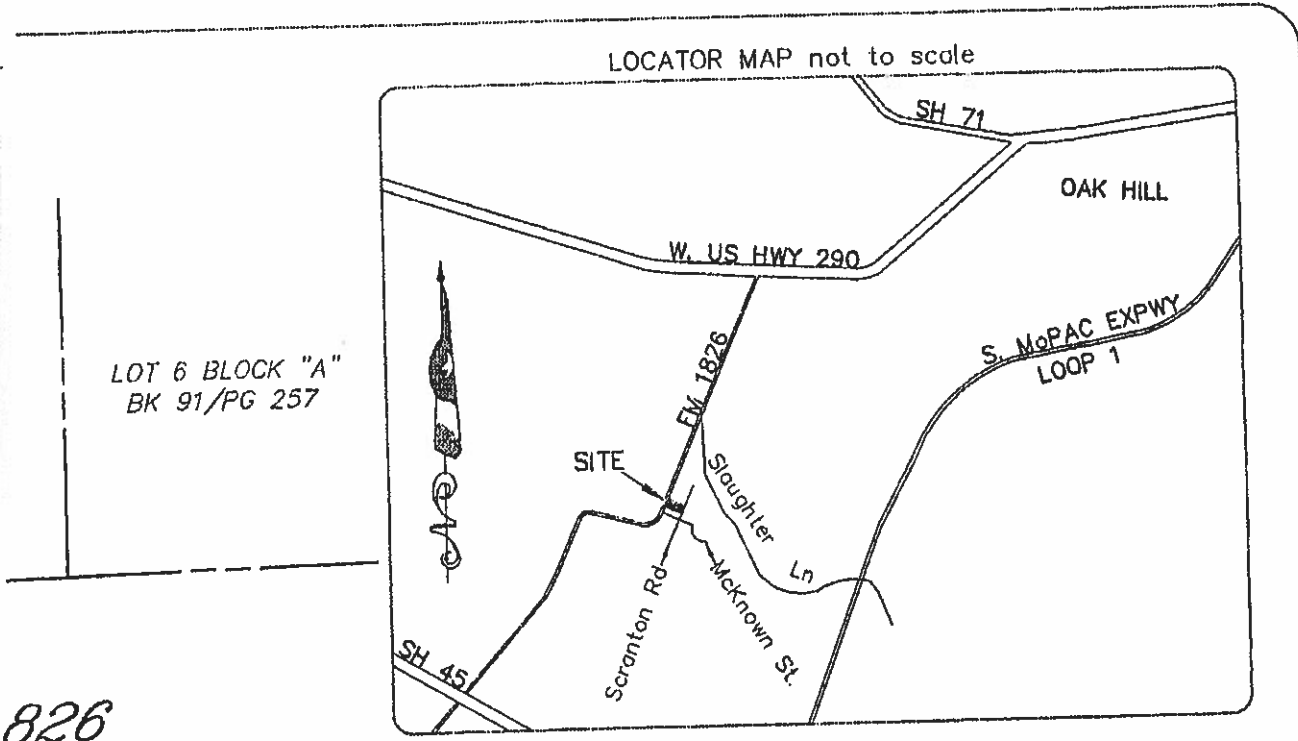 LOCATOR MAP not to scale
SH 71
OAK HILL
W. US HWY 290
S. MoPAC EXPWY
LOOP 1
FM 1826
LOT 6 BLOCK "A"
BK 91/PG 257
SITE
Slaughter Ln
Scranton Rd
McKnown St.
SH 45
826